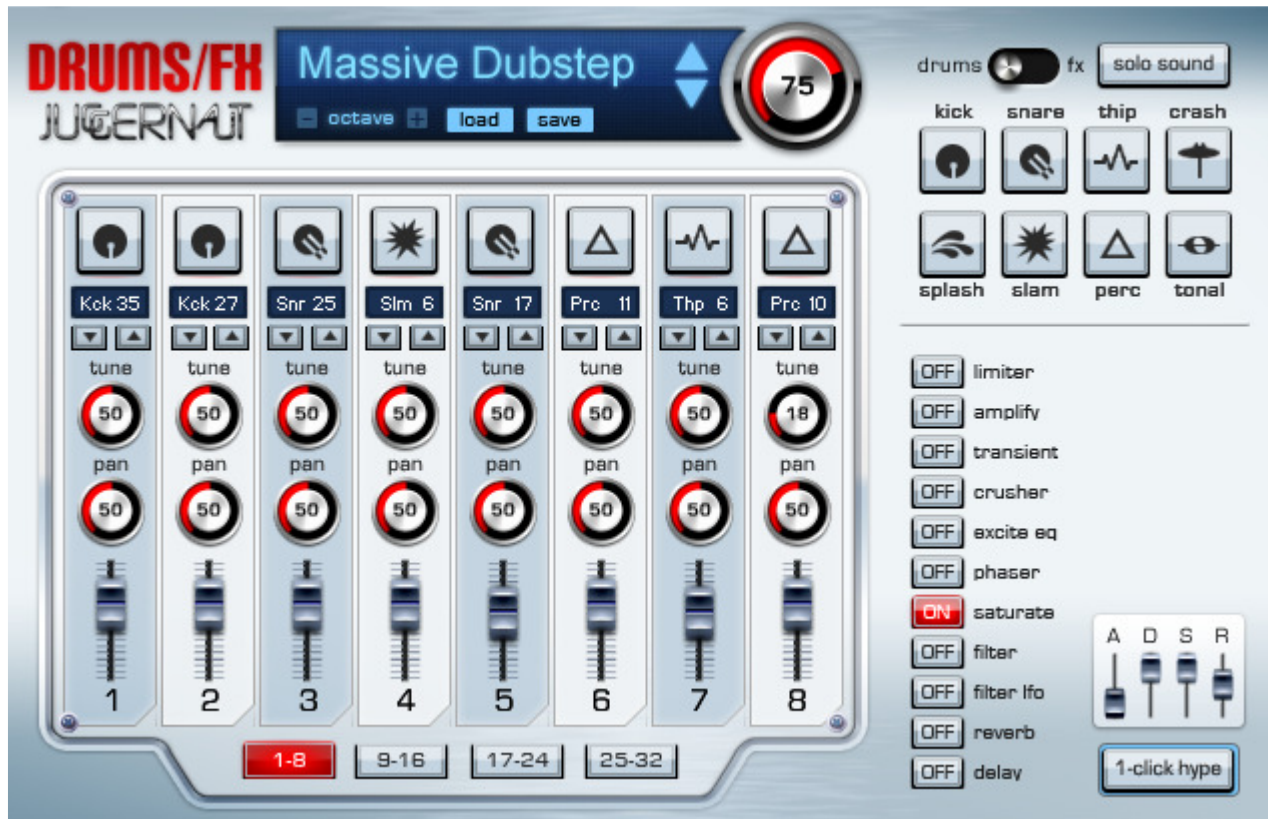 DRUMS/FX
JUGGERNAUT
Massive Dubstep
- octave + load save
75
drums fx solo sound
kick snare thip crash
splash slam perc tonal
Kck 35 Kck 27 Snr 25 Slm 6 Snr 17 Prc 11 Thp 6 Prc 10
tune tune tune tune tune tune tune tune
50 50 50 50 50 50 50 18
pan pan pan pan pan pan pan pan
50 50 50 50 50 50 50 50
1 2 3 4 5 6 7 8
1-8 9-16 17-24 25-32
OFF limiter
OFF amplify
OFF transient
OFF crusher
OFF excite eq
OFF phaser
ON saturate
OFF filter
OFF filter lfo
OFF reverb
OFF delay
A D S R
1-click hype